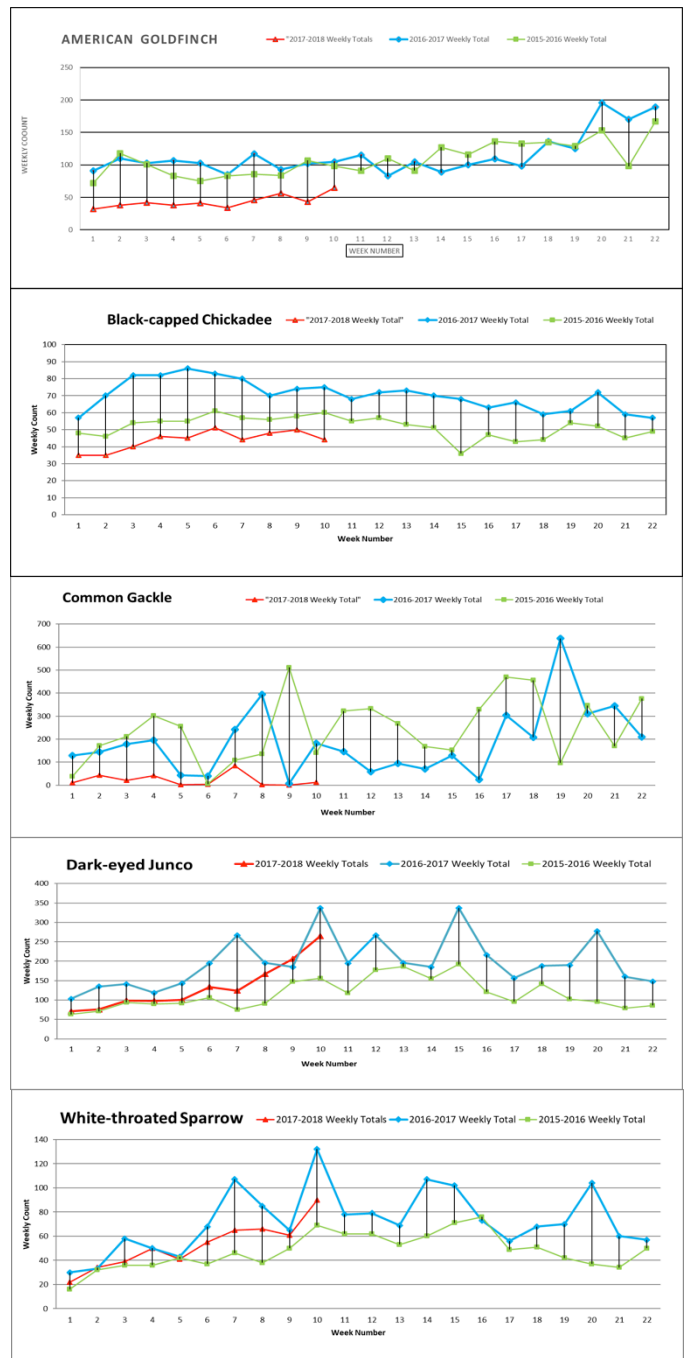 AMERICAN GOLDFINCH "2017-2018 Weekly Totals 2016-2017 Weekly Total 2015-2016 Weekly Total
WEEKLY COOUNT
250
200
150
100
50
0
1 2 3 4 5 6 7 8 9 10 11 12 13 14 15 16 17 18 19 20 21 22
WEEK NUMBER
Black-capped Chickadee "2017-2018 Weekly Total" 2016-2017 Weekly Total 2015-2016 Weekly Total
Weekly Count
100
90
80
70
60
50
40
30
20
10
0
1 2 3 4 5 6 7 8 9 10 11 12 13 14 15 16 17 18 19 20 21 22
Week Number
Common Gackle "2017-2018 Weekly Total" 2016-2017 Weekly Total 2015-2016 Weekly Total
Weekly Count
700
600
500
400
300
200
100
0
1 2 3 4 5 6 7 8 9 10 11 12 13 14 15 16 17 18 19 20 21 22
Week Number
Dark-eyed Junco 2017-2018 Weekly Totals 2016-2017 Weekly Total 2015-2016 Weekly Total
Weekly Count
400
350
300
250
200
150
100
50
0
1 2 3 4 5 6 7 8 9 10 11 12 13 14 15 16 17 18 19 20 21 22
Week Number
White-throated Sparrow 2017-2018 Weekly Totals 2016-2017 Weekly Total 2015-2016 Weekly Total
Weekly Count
140
120
100
80
60
40
20
0
1 2 3 4 5 6 7 8 9 10 11 12 13 14 15 16 17 18 19 20 21 22
Week Number